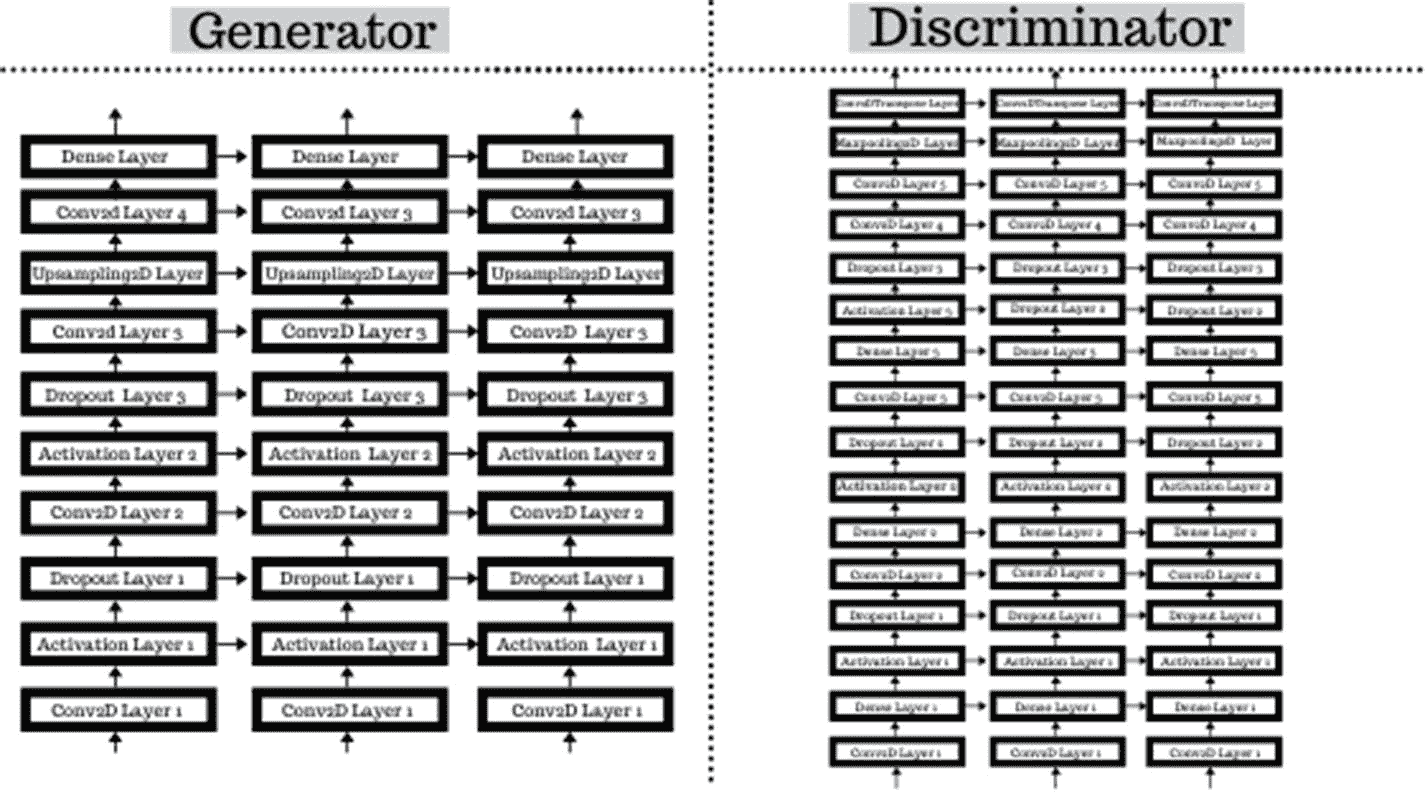 Generator
Discriminator
Dense Layer Dense Layer Dense Layer
Conv2d Layer 4 Conv2d Layer 3 Conv2d Layer 3
Upsampling2D Layer Upsampling2D Layer Upsampling2D Layer
Conv2d Layer 3 Conv2D Layer 3 Conv2D Layer 3
Dropout Layer 3 Dropout Layer 3 Dropout Layer 3
Activation Layer 2 Activation Layer 2 Activation Layer 2
Conv2D Layer 2 Conv2D Layer 2 Conv2D Layer 2
Dropout Layer 1 Dropout Layer 1 Dropout Layer 1
Activation Layer 1 Activation Layer 1 Activation Layer 1
Conv2D Layer 1 Conv2D Layer 1 Conv2D Layer 1
Layer Layer Layer
Maxpooling2D Layer Maxpooling2D Layer Maxpooling2D Layer
Conv2D Layer 5 Conv2D Layer 5 Conv2D Layer 5
Conv2D Layer 4 Conv2D Layer 4 Conv2D Layer 4
Dropout Layer 3 Dropout Layer 3 Dropout Layer 3
Activation Layer Dropout Layer 2 Dropout Layer 2
Dense Layer Dense Layer Dense Layer
Conv2D Layer Conv2D Layer Conv2D Layer
Dropout Layer 2 Dropout Layer 2 Dropout Layer 2
Activation Layer 2 Activation Layer 2 Activation Layer 2
Dense Layer 2 Dense Layer 2 Dense Layer 2
Conv2D Layer 2 Conv2D Layer 2 Conv2D Layer 2
Dropout Layer 1 Dropout Layer 1 Dropout Layer 1
Activation Layer 1 Activation Layer 1 Activation Layer 1
Dense Layer 1 Dense Layer 1 Dense Layer 1
Conv2D Layer 1 Conv2D Layer 1 Conv2D Layer 1